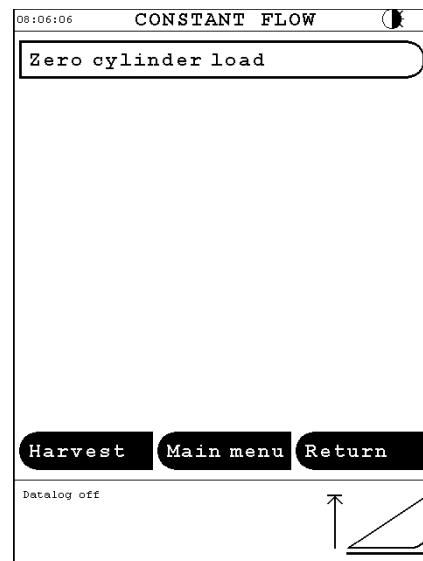 08:06:06 CONSTANT FLOW
Zero cylinder load
Harvest Main menu Return
Datalog off